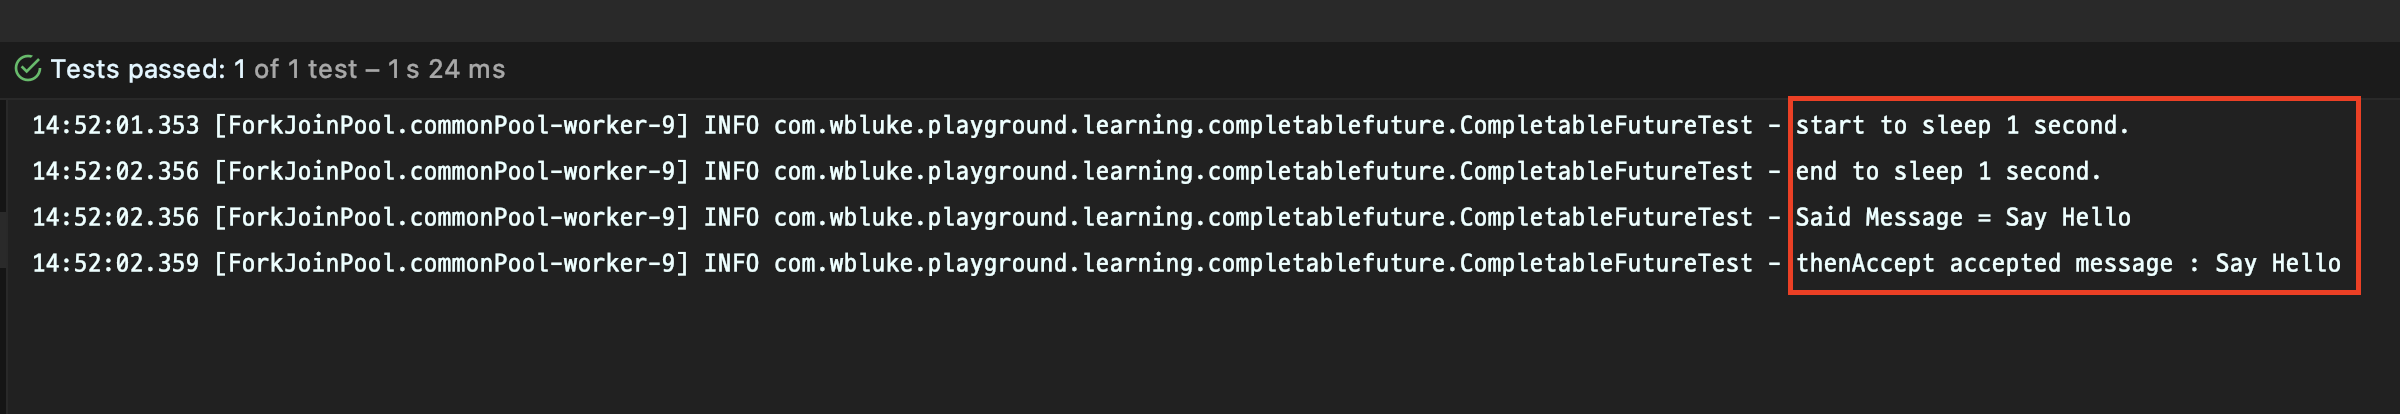 Tests passed: 1 of 1 test – 1 s 24 ms
14:52:01.353 [ForkJoinPool.commonPool-worker-9] INFO com.wbluke.playground.learning.completablefuture.CompletableFutureTest - start to sleep 1 second.
14:52:02.356 [ForkJoinPool.commonPool-worker-9] INFO com.wbluke.playground.learning.completablefuture.CompletableFutureTest - end to sleep 1 second.
14:52:02.356 [ForkJoinPool.commonPool-worker-9] INFO com.wbluke.playground.learning.completablefuture.CompletableFutureTest - Said Message = Say Hello
14:52:02.359 [ForkJoinPool.commonPool-worker-9] INFO com.wbluke.playground.learning.completablefuture.CompletableFutureTest - thenAccept accepted message : Say Hello